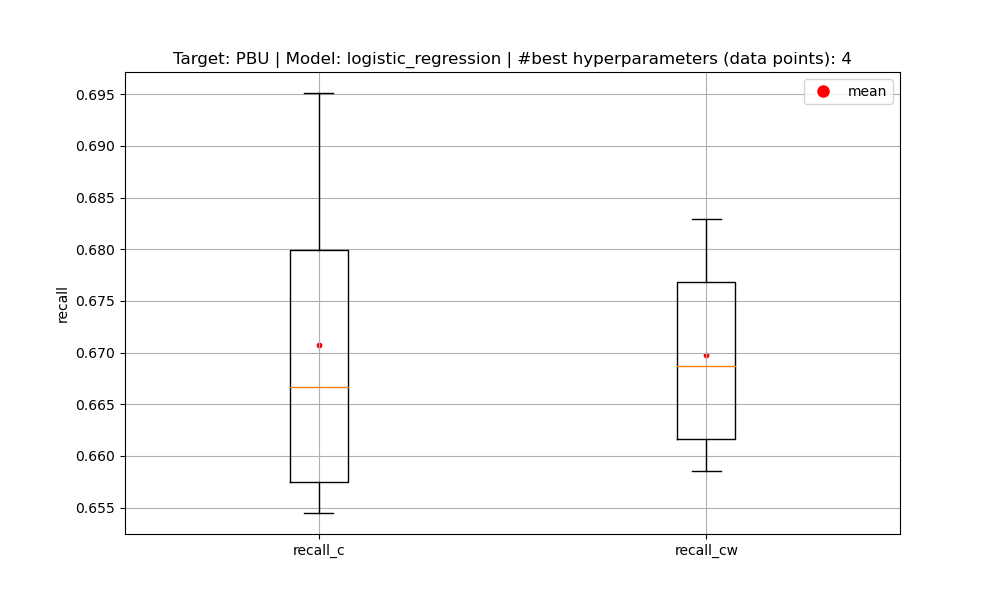 Target: PBU | Model: logistic_regression | #best hyperparameters (data points): 4
mean
0.695
0.690
0.685
0.680
0.675
0.670
0.665
0.660
0.655
recall
recall_c
recall_cw